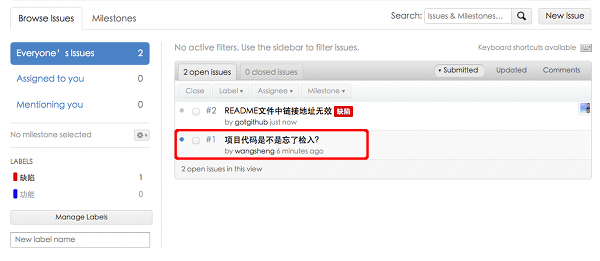 Browse Issues
Milestones
Search:
Issues & Milestones...
New Issue
Everyone’s Issues 2
Assigned to you 0
Mentioning you 0
No milestone selected
LABELS
缺陷 1
功能 0
Manage Labels
New label name
No active filters. Use the sidebar to filter issues.
Keyboard shortcuts available
2 open issues
0 closed issues
Submitted
Updated
Comments
Close
Label
Assignee
Milestone
#2 README文件中链接地址无效 缺陷
by gotgithub just now
#1 项目代码是不是忘了检入?
by wangsheng 6 minutes ago
2 open issues in this view